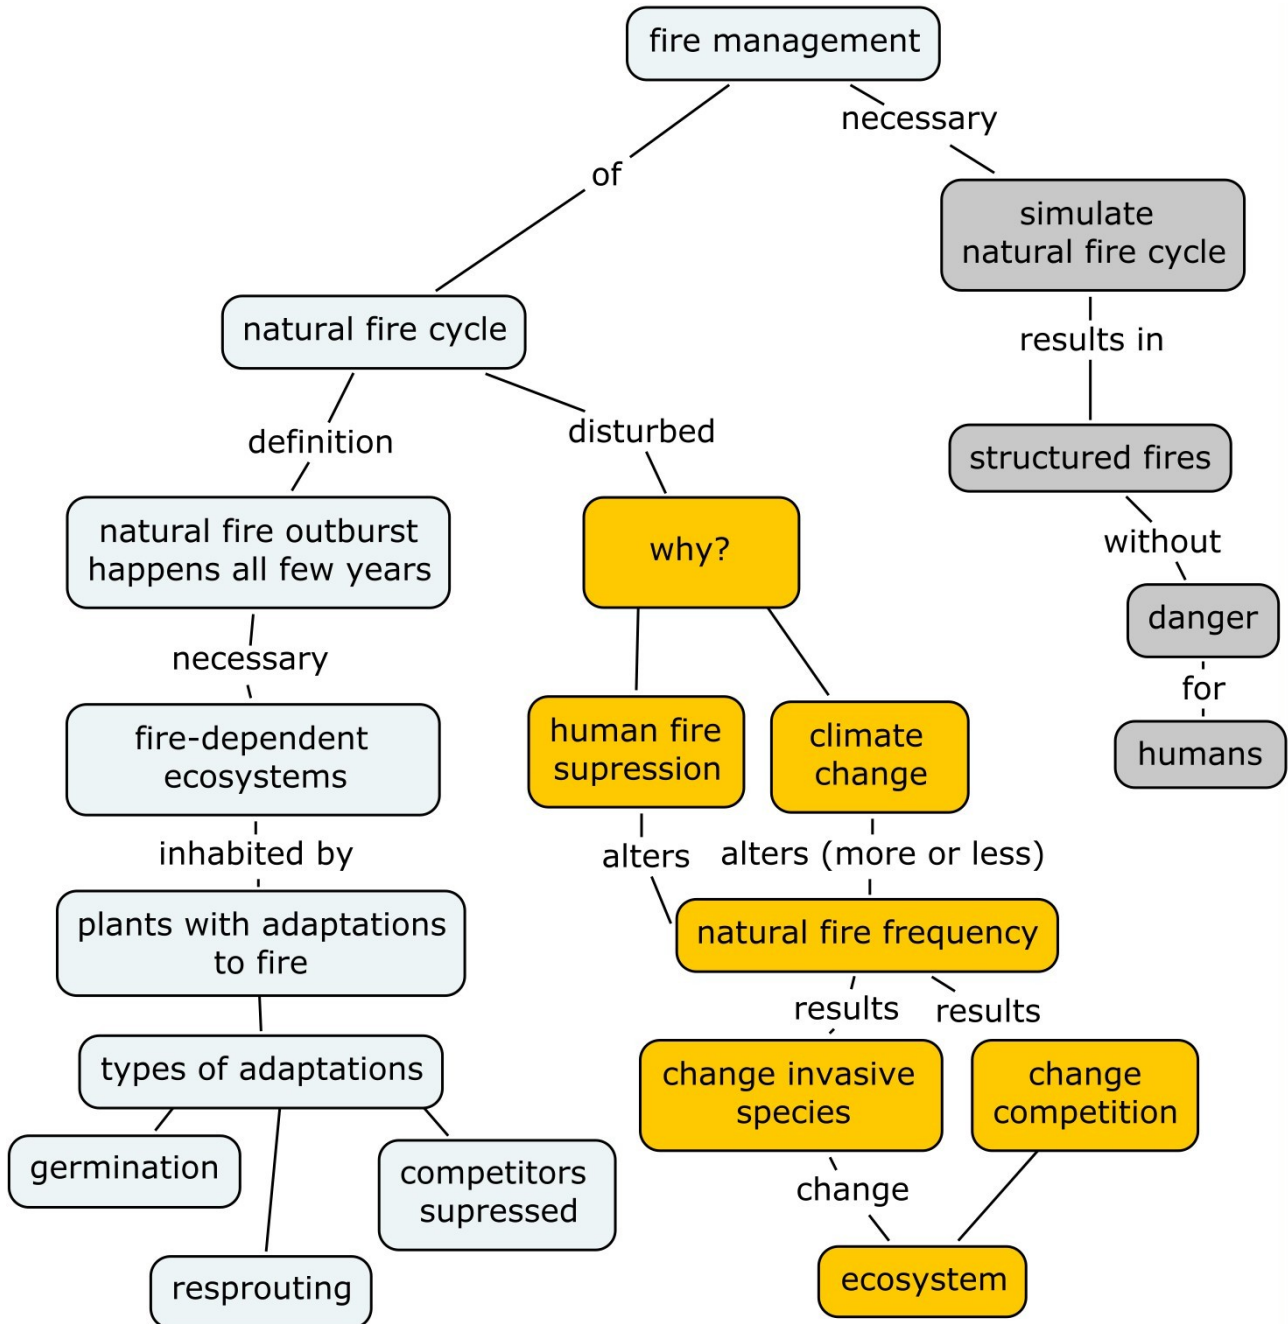 fire management
necessary
of
simulate
natural fire cycle
natural fire cycle
results in
definition
disturbed
structured fires
natural fire outburst
happens all few years
why?
without
danger
necessary
for
fire-dependent
ecosystems
human fire
supression
climate
change
humans
inhabited by
alters
alters (more or less)
plants with adaptations
to fire
natural fire frequency
results
results
types of adaptations
change invasive
species
change
competition
germination
competitors
supressed
change
resprouting
ecosystem